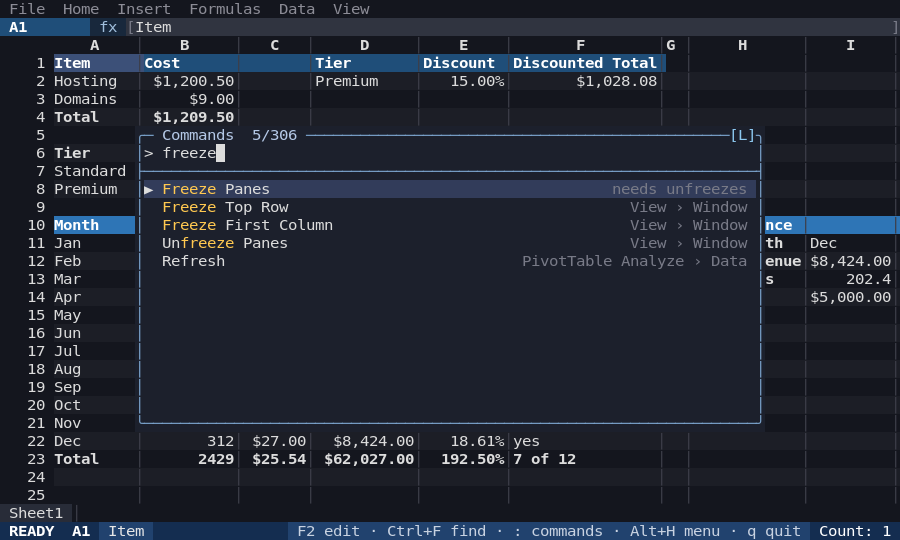 File Home Insert Formulas Data View
A1 fx [Item ]
A B C D E F G H I
1 Item Cost Tier Discount Discounted Total
2 Hosting $1,200.50 Premium 15.00% $1,028.08
3 Domains $9.00
4 Total $1,209.50
5 Commands 5/306 [L]
6 Tier > freeze
7 Standard
8 Premium ▶ Freeze Panes needs unfreezes
9 Freeze Top Row View › Window
10 Month Freeze First Column View › Window nce
11 Jan Unfreeze Panes View › Window th Dec
12 Feb Refresh PivotTable Analyze › Data enue $8,424.00
13 Mar s 202.4
14 Apr $5,000.00
15 May
16 Jun
17 Jul
18 Aug
19 Sep
20 Oct
21 Nov
22 Dec 312 $27.00 $8,424.00 18.61% yes
23 Total 2429 $25.54 $62,027.00 192.50% 7 of 12
24
25
Sheet1
READY A1 Item F2 edit · Ctrl+F find · : commands · Alt+H menu · q quit Count: 1